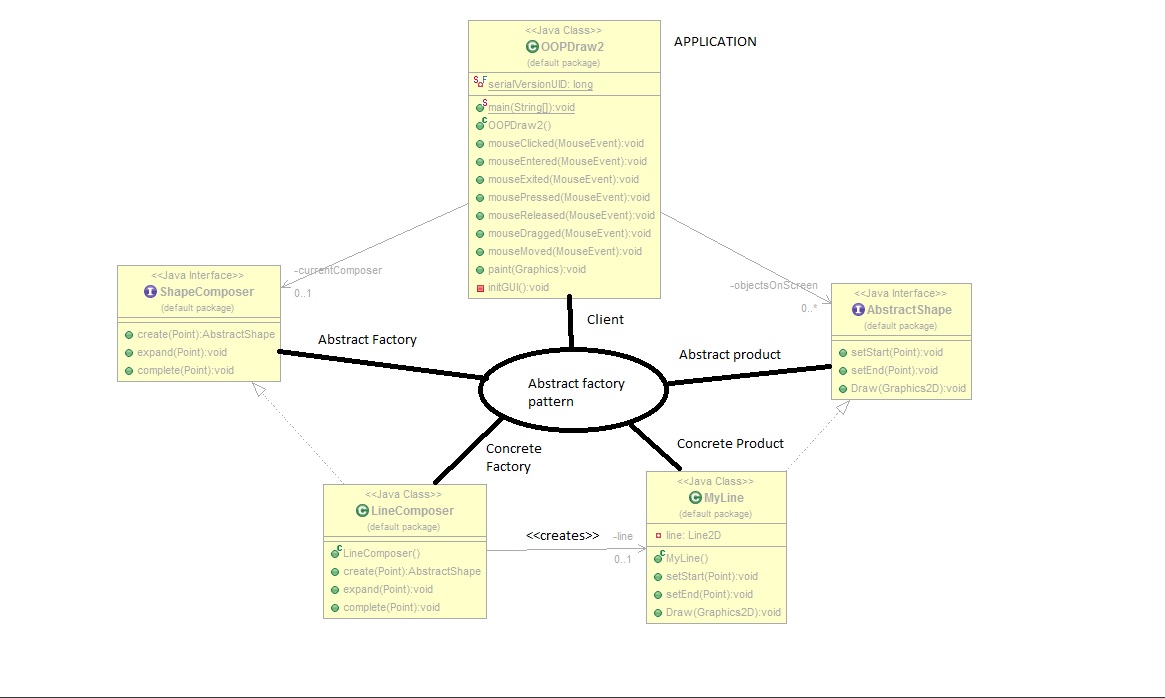 <<Java Class>>
OOPDraw2
(default package)
APPLICATION
serialVersionUID: long
main(String[]):void
OOPDraw2()
mouseClicked(MouseEvent):void
mouseEntered(MouseEvent):void
mouseExited(MouseEvent):void
mousePressed(MouseEvent):void
mouseReleased(MouseEvent):void
mouseDragged(MouseEvent):void
mouseMoved(MouseEvent):void
paint(Graphics):void
initGUI():void
-currentComposer
0..1
-objectsOnScreen
0..*
<<Java Interface>>
ShapeComposer
(default package)
create(Point):AbstractShape
expand(Point):void
complete(Point):void
<<Java Interface>>
AbstractShape
(default package)
setStart(Point):void
setEnd(Point):void
Draw(Graphics2D):void
Client
Abstract Factory
Abstract product
Abstract factory
pattern
Concrete
Factory
Concrete Product
<<Java Class>>
LineComposer
(default package)
LineComposer()
create(Point):AbstractShape
expand(Point):void
complete(Point):void
<<creates>>
-line
0..1
<<Java Class>>
MyLine
(default package)
line: Line2D
MyLine()
setStart(Point):void
setEnd(Point):void
Draw(Graphics2D):void